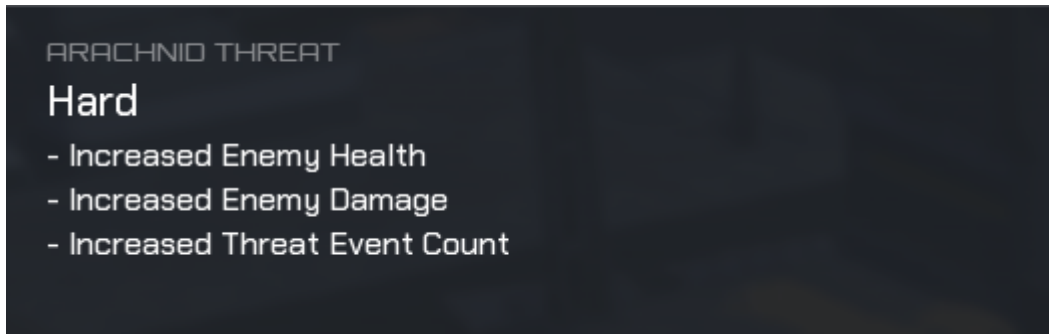 ARACHNID THREAT
Hard
- Increased Enemy Health
- Increased Enemy Damage
- Increased Threat Event Count